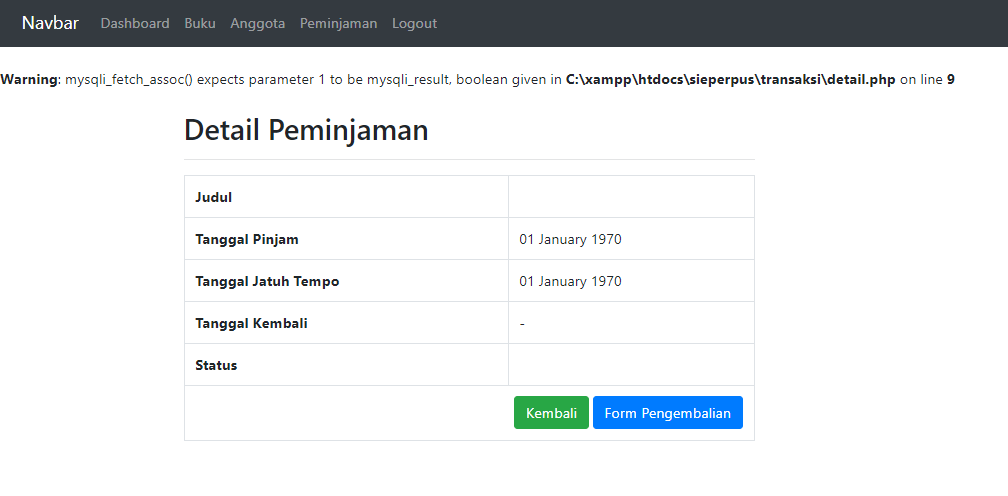 Navbar Dashboard Buku Anggota Peminjaman Logout
Warning: mysqli_fetch_assoc() expects parameter 1 to be mysqli_result, boolean given in C:\xampp\htdocs\sieperpus\transaksi\detail.php on line 9
Detail Peminjaman
Judul
Tanggal Pinjam 01 January 1970
Tanggal Jatuh Tempo 01 January 1970
Tanggal Kembali -
Status
Kembali Form Pengembalian